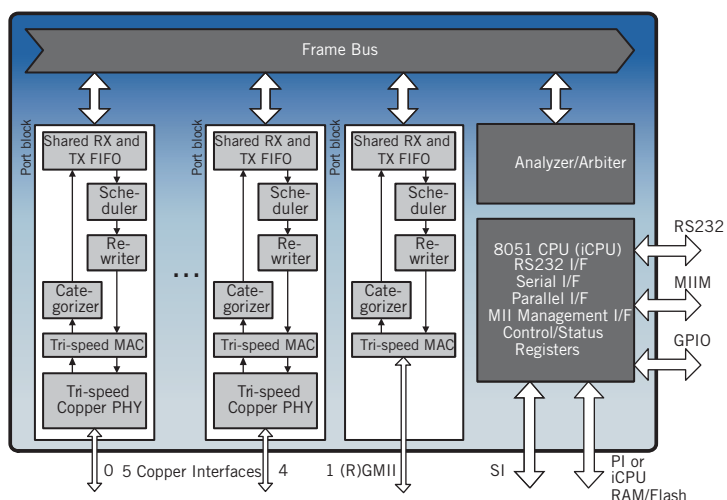 Frame Bus
Port block
Shared RX and
TX FIFO
Sche-
duler
Re-
writer
Cate-
gorizer
Tri-speed MAC
Tri-speed
Copper PHY
...
Port block
Shared RX and
TX FIFO
Sche-
duler
Re-
writer
Cate-
gorizer
Tri-speed MAC
Tri-speed
Copper PHY
Port block
Shared RX and
TX FIFO
Sche-
duler
Re-
writer
Cate-
gorizer
Tri-speed MAC
Analyzer/Arbiter
8051 CPU (iCPU)
RS232 I/F
Serial I/F
Parallel I/F
MII Management I/F
Control/Status
Registers
RS232
MIIM
GPIO
0 5 Copper Interfaces 4
1 (R)GMII
SI
PI or
iCPU
RAM/Flash